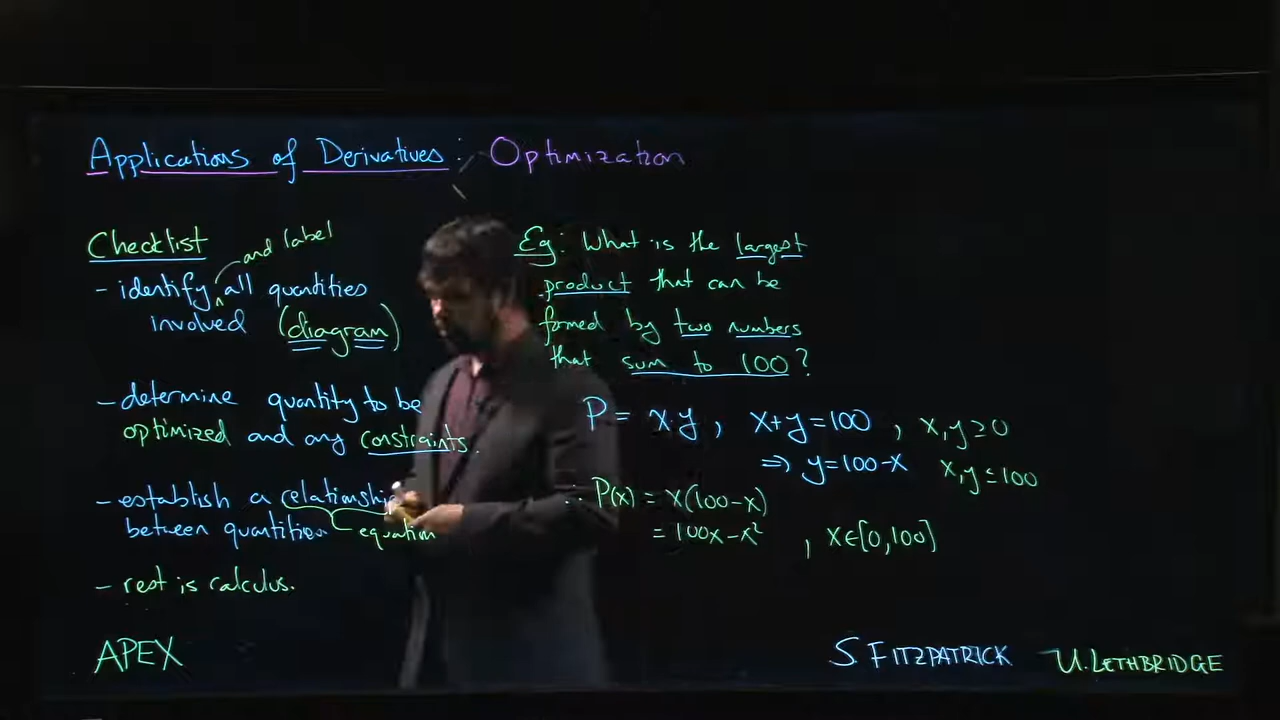 Applications of Derivatives: Optimization
Checklist
and label
- identify all quantities
involved (diagram)
- determine quantity to be
optimized and any constraints.
- establish a relationship
between quantities
equation
- rest is calculus.
APEX
Eg: What is the largest
product that can be
formed by two numbers
that sum to 100?
P = x·y, x+y=100, x,y≥0
⇒ y=100-x x,y≤100
∴ P(x) = x(100-x)
= 100x-x², x∈[0,100]
S. FITZPATRICK U. LETHBRIDGE